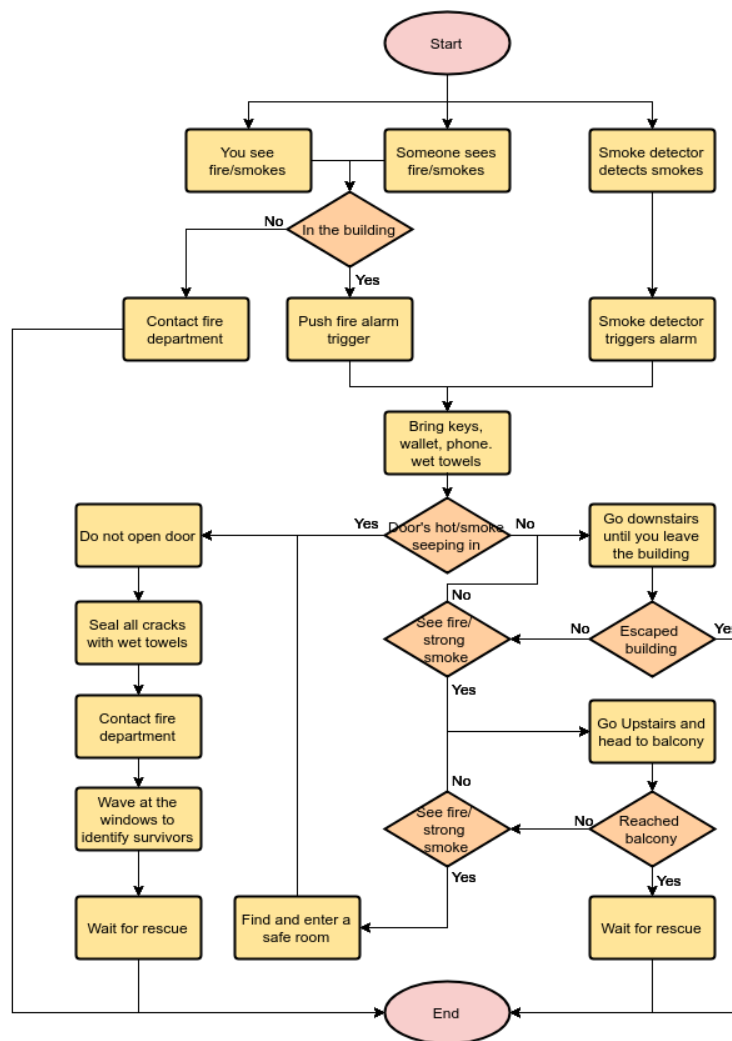 Start
You see
fire/smokes
Someone sees
fire/smokes
Smoke detector
detects smokes
No
In the building
Yes
Contact fire
department
Push fire alarm
trigger
Smoke detector
triggers alarm
Bring keys,
wallet, phone.
wet towels
Do not open door
Yes
Door's hot/smoke
seeping in
No
Go downstairs
until you leave
the building
No
Seal all cracks
with wet towels
See fire/
strong
smoke
No
Escaped
building
Yes
Yes
Contact fire
department
Go Upstairs and
head to balcony
No
Wave at the
windows to
identify survivors
See fire/
strong
smoke
No
Reached
balcony
Yes
Yes
Wait for rescue
Find and enter a
safe room
Wait for rescue
End